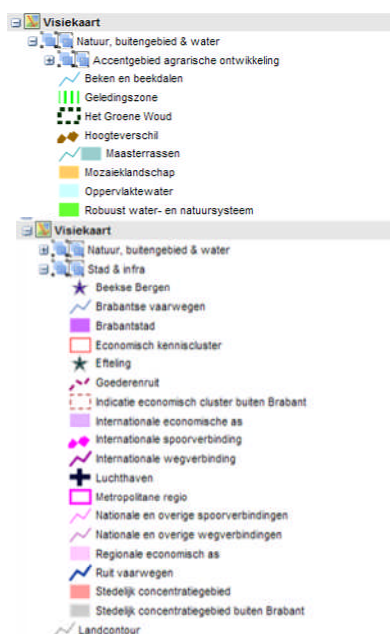 Visiekaart
Natuur, buitengebied & water
Accentgebied agrarische ontwikkeling
Beken en beekdalen
Geledingszone
Het Groene Woud
Hoogteverschil
Maasterrassen
Mozaieklandschap
Oppervlaktewater
Robuust water- en natuursysteem
Visiekaart
Natuur, buitengebied & water
Stad & infra
Beekse Bergen
Brabantse vaarwegen
Brabantstad
Economisch kenniscluster
Efteling
Goederenruit
Indicatie economisch cluster buiten Brabant
Internationale economische as
Internationale spoorverbinding
Internationale wegverbinding
Luchthaven
Metropolitane regio
Nationale en overige spoorverbindingen
Nationale en overige wegverbindingen
Regionale economisch as
Ruit vaarwegen
Stedelijk concentratiegebied
Stedelijk concentratiegebied buiten Brabant
Landcontour